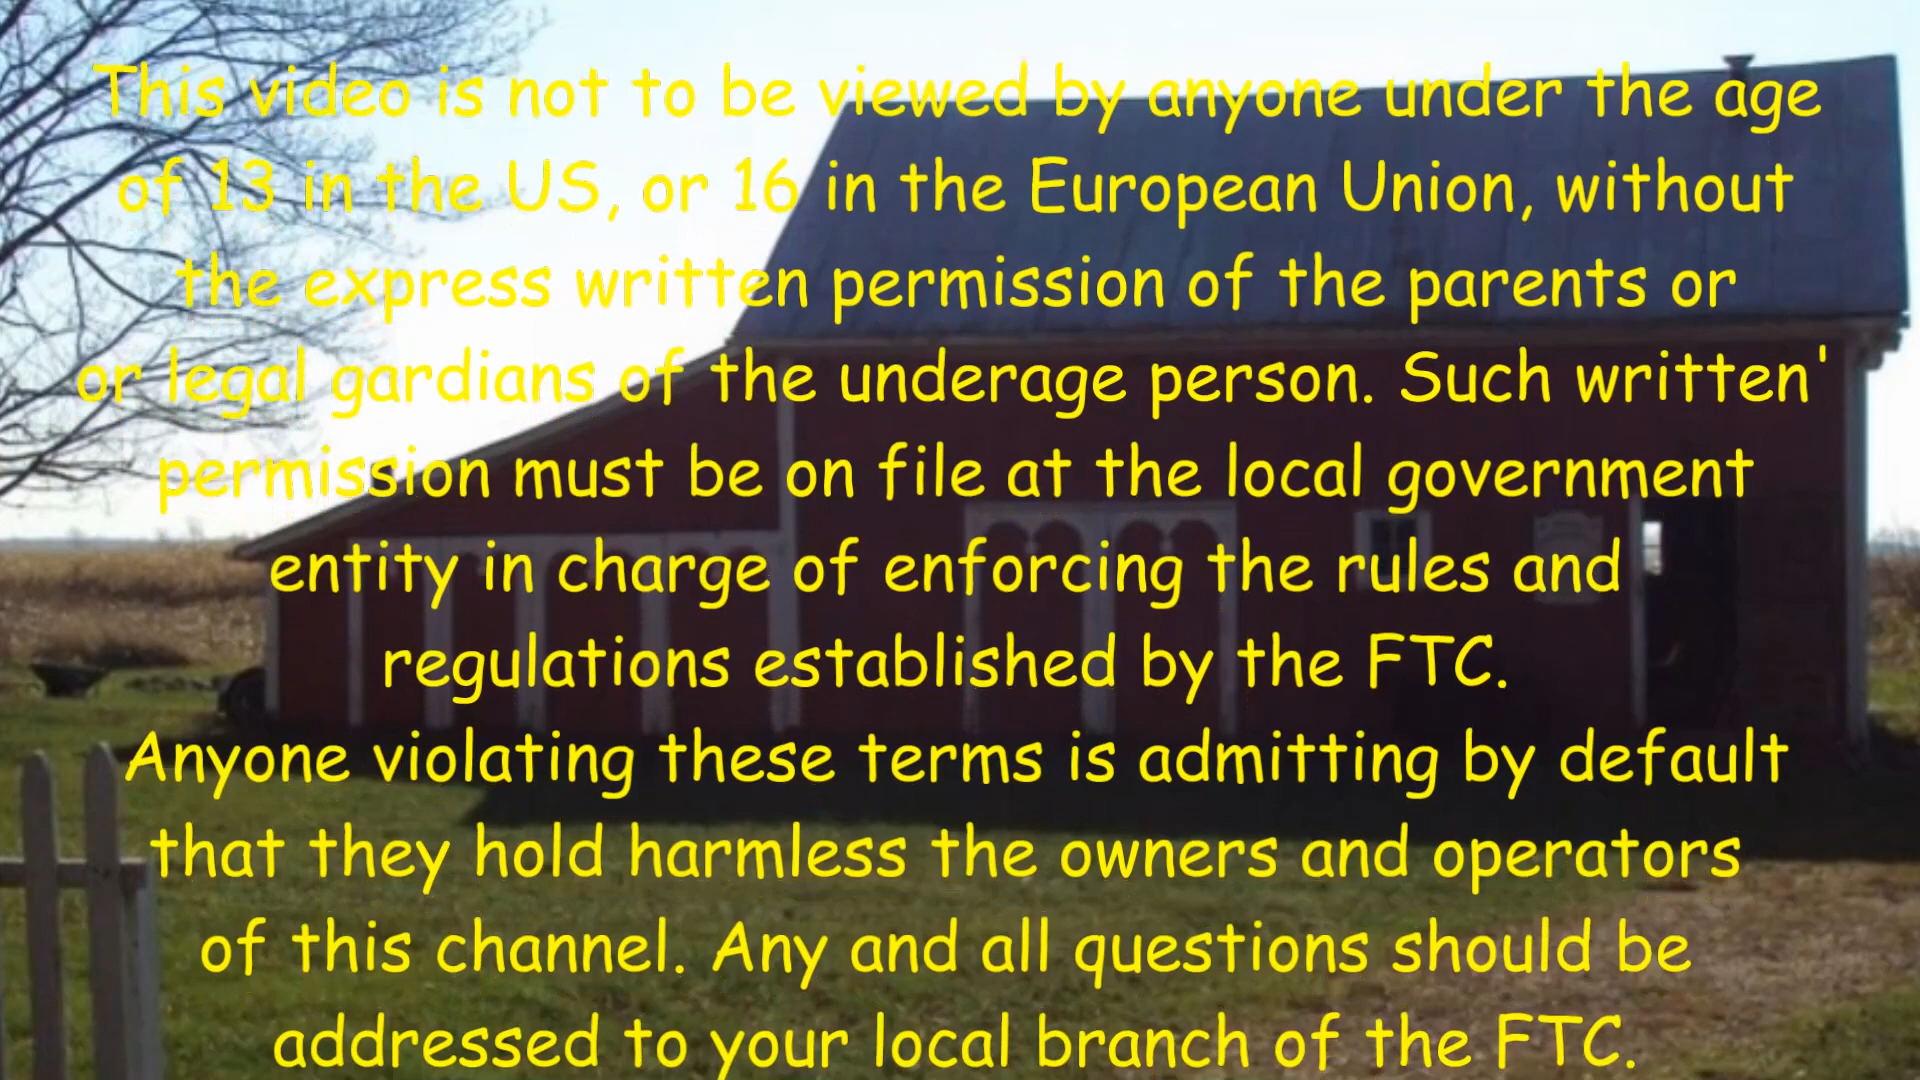 This video is not to be viewed by anyone under the age
of 13 in the US, or 16 in the European Union, without
the express written permission of the parents or
or legal gardians of the underage person. Such written'
permission must be on file at the local government
entity in charge of enforcing the rules and
regulations established by the FTC.
Anyone violating these terms is admitting by default
that they hold harmless the owners and operators
of this channel. Any and all questions should be
addressed to your local branch of the FTC.